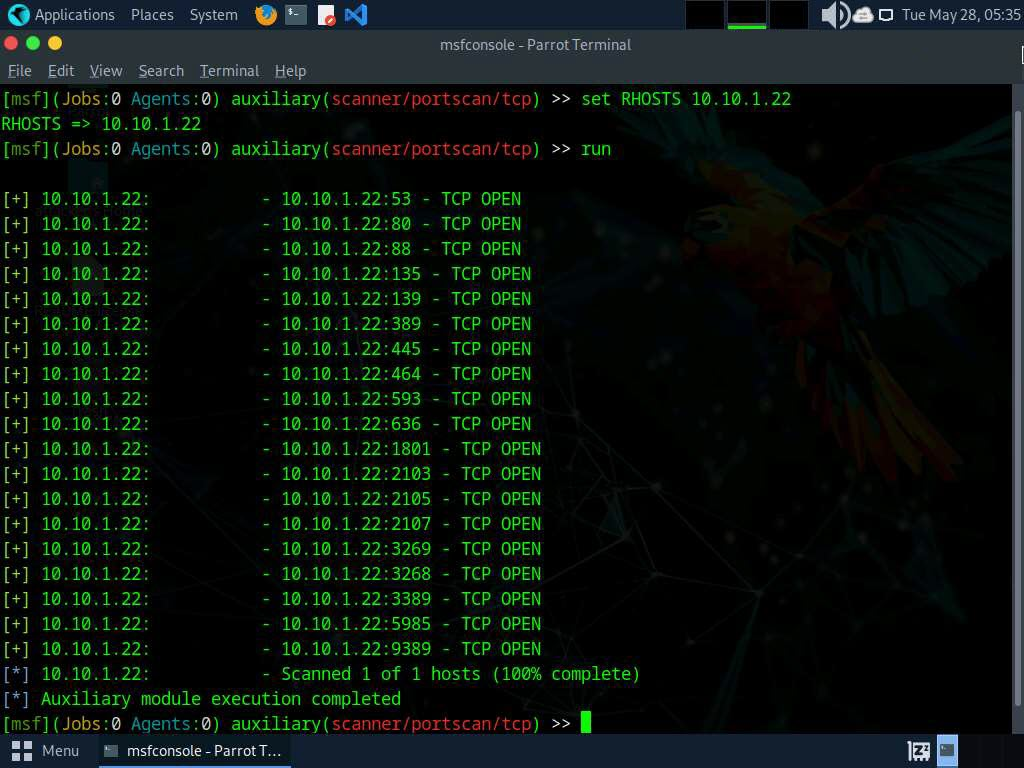 Applications Places System Tue May 28, 05:35
msfconsole - Parrot Terminal
File Edit View Search Terminal Help
[msf](Jobs:0 Agents:0) auxiliary(scanner/portscan/tcp) >> set RHOSTS 10.10.1.22
RHOSTS => 10.10.1.22
[msf](Jobs:0 Agents:0) auxiliary(scanner/portscan/tcp) >> run
[+] 10.10.1.22: - 10.10.1.22:53 - TCP OPEN
[+] 10.10.1.22: - 10.10.1.22:80 - TCP OPEN
[+] 10.10.1.22: - 10.10.1.22:88 - TCP OPEN
[+] 10.10.1.22: - 10.10.1.22:135 - TCP OPEN
[+] 10.10.1.22: - 10.10.1.22:139 - TCP OPEN
[+] 10.10.1.22: - 10.10.1.22:389 - TCP OPEN
[+] 10.10.1.22: - 10.10.1.22:445 - TCP OPEN
[+] 10.10.1.22: - 10.10.1.22:464 - TCP OPEN
[+] 10.10.1.22: - 10.10.1.22:593 - TCP OPEN
[+] 10.10.1.22: - 10.10.1.22:636 - TCP OPEN
[+] 10.10.1.22: - 10.10.1.22:1801 - TCP OPEN
[+] 10.10.1.22: - 10.10.1.22:2103 - TCP OPEN
[+] 10.10.1.22: - 10.10.1.22:2105 - TCP OPEN
[+] 10.10.1.22: - 10.10.1.22:2107 - TCP OPEN
[+] 10.10.1.22: - 10.10.1.22:3269 - TCP OPEN
[+] 10.10.1.22: - 10.10.1.22:3268 - TCP OPEN
[+] 10.10.1.22: - 10.10.1.22:3389 - TCP OPEN
[+] 10.10.1.22: - 10.10.1.22:5985 - TCP OPEN
[+] 10.10.1.22: - 10.10.1.22:9389 - TCP OPEN
[*] 10.10.1.22: - Scanned 1 of 1 hosts (100% complete)
[*] Auxiliary module execution completed
[msf](Jobs:0 Agents:0) auxiliary(scanner/portscan/tcp) >>
Menu msfconsole - Parrot T...